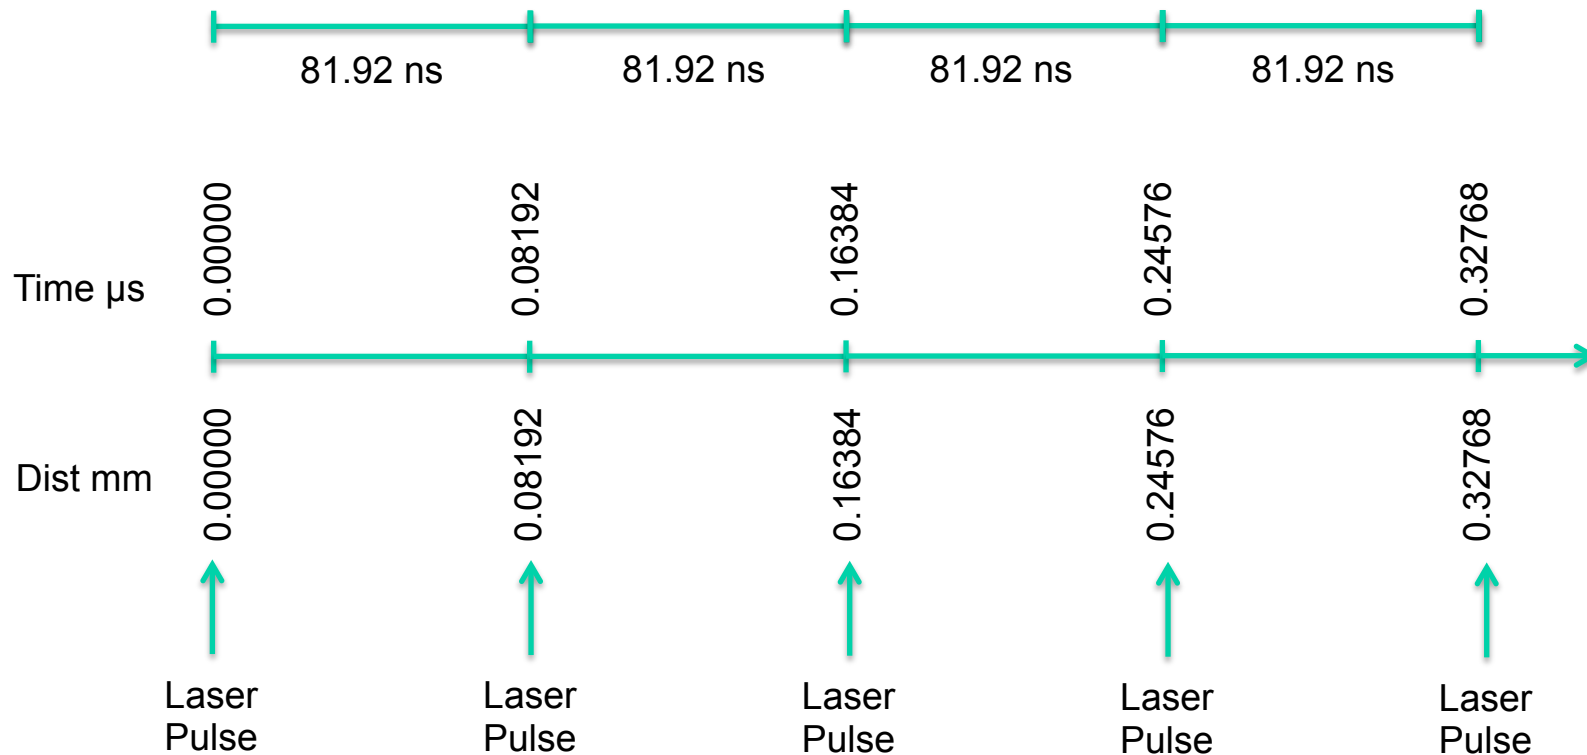 81.92 ns 81.92 ns 81.92 ns 81.92 ns
0.00000 0.08192 0.16384 0.24576 0.32768
Time µs
0.00000 0.08192 0.16384 0.24576 0.32768
Dist mm
Laser Laser Laser Laser Laser
Pulse Pulse Pulse Pulse Pulse